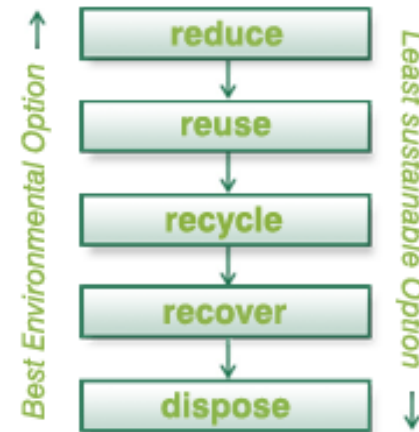 Best Environmental Option
reduce
reuse
recycle
recover
dispose
Least sustainable Option